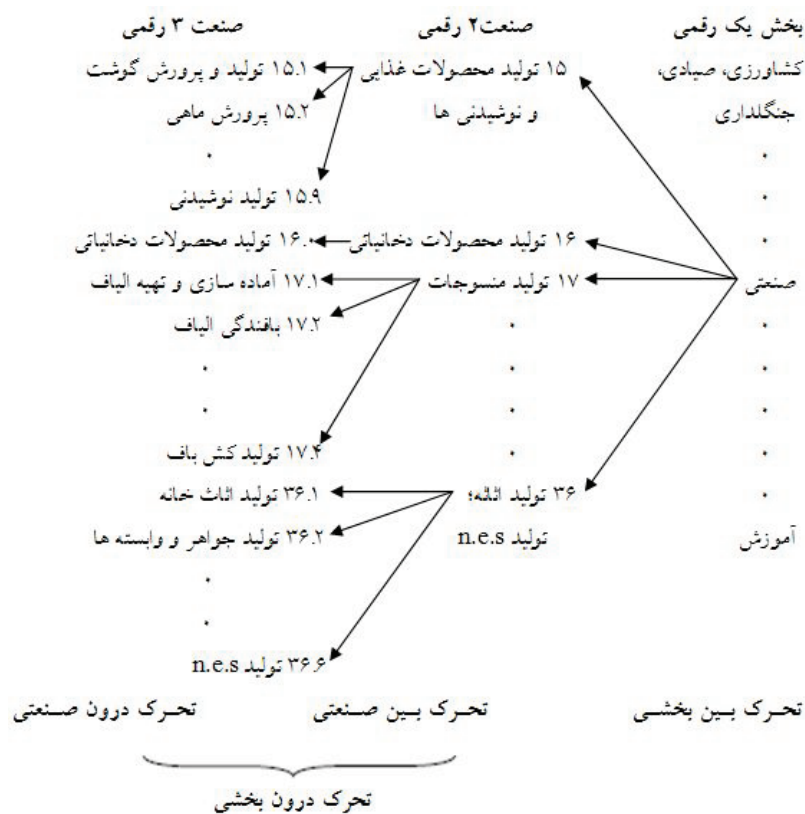 بخش یک رقمی صنعت۲ رقمی صنعت ۳ رقمی
کشاورزی، صیادی، ۱۵ تولید محصولات غذایی ۱۵.۱ تولید و پرورش گوشت
جنگلداری و نوشیدنی ها ۱۵.۲ پرورش ماهی
۱۵.۹ تولید نوشیدنی
۱۶ تولید محصولات دخانیاتی ۱۶.۰ تولید محصولات دخانیاتی
صنعتی ۱۷ تولید منسوجات ۱۷.۱ آماده سازی و تهیه الیاف
۱۷.۲ بافندگی الیاف
۱۷.۴ تولید کش باف
۳۶ تولید اثاثه؛ ۳۶.۱ تولید اثاث خانه
آموزش تولید n.e.s ۳۶.۲ تولید جواهر و وابسته ها
۳۶.۶ تولید n.e.s
تحرک بین بخشی تحرک بین صنعتی تحرک درون صنعتی
تحرک درون بخشی